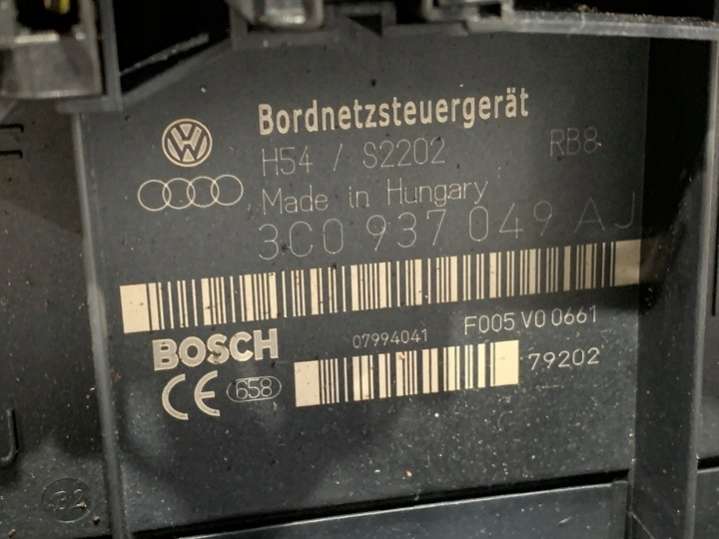 Bordnetzsteuergerät
H54 / S2202 RB8
Made in Hungary
3C0 937 049 AJ
BOSCH 07994041 F005 V0 0661
CE 658 79202